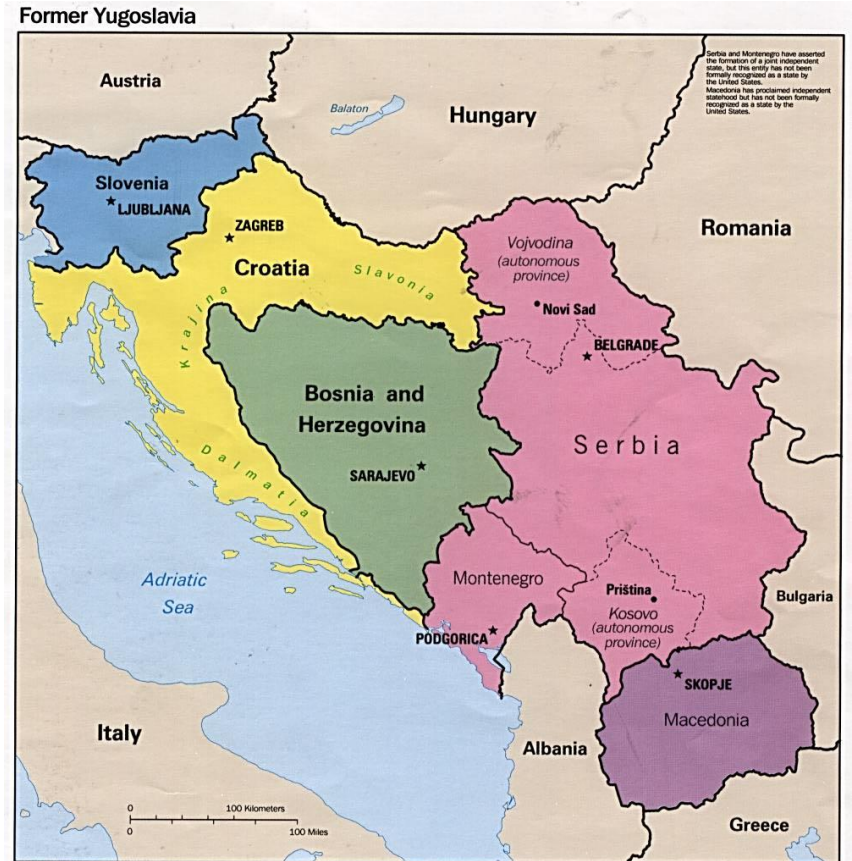 Former Yugoslavia
Serbia and Montenegro have asserted
the formation of a joint independent
state, but this entity has not been
formally recognized as a state by
the United States.
Macedonia has proclaimed independent
statehood but has not been formally
recognized as a state by the
United States.
Austria
Balaton
Hungary
Slovenia
LJUBLJANA
ZAGREB
Croatia
Slavonia
Krajina
Romania
Vojvodina
(autonomous
province)
Novi Sad
BELGRADE
Bosnia and
Herzegovina
SARAJEVO
Serbia
Dalmatia
Adriatic
Sea
Montenegro
PODGORICA
Priština
Kosovo
(autonomous
province)
Bulgaria
SKOPJE
Macedonia
Italy
Albania
Greece
0 100 Kilometers
0 100 Miles